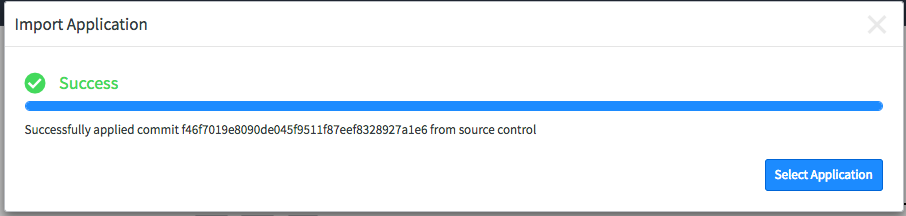 Import Application
Success
Successfully applied commit f46f7019e8090de045f9511f87eef8328927a1e6 from source control
Select Application